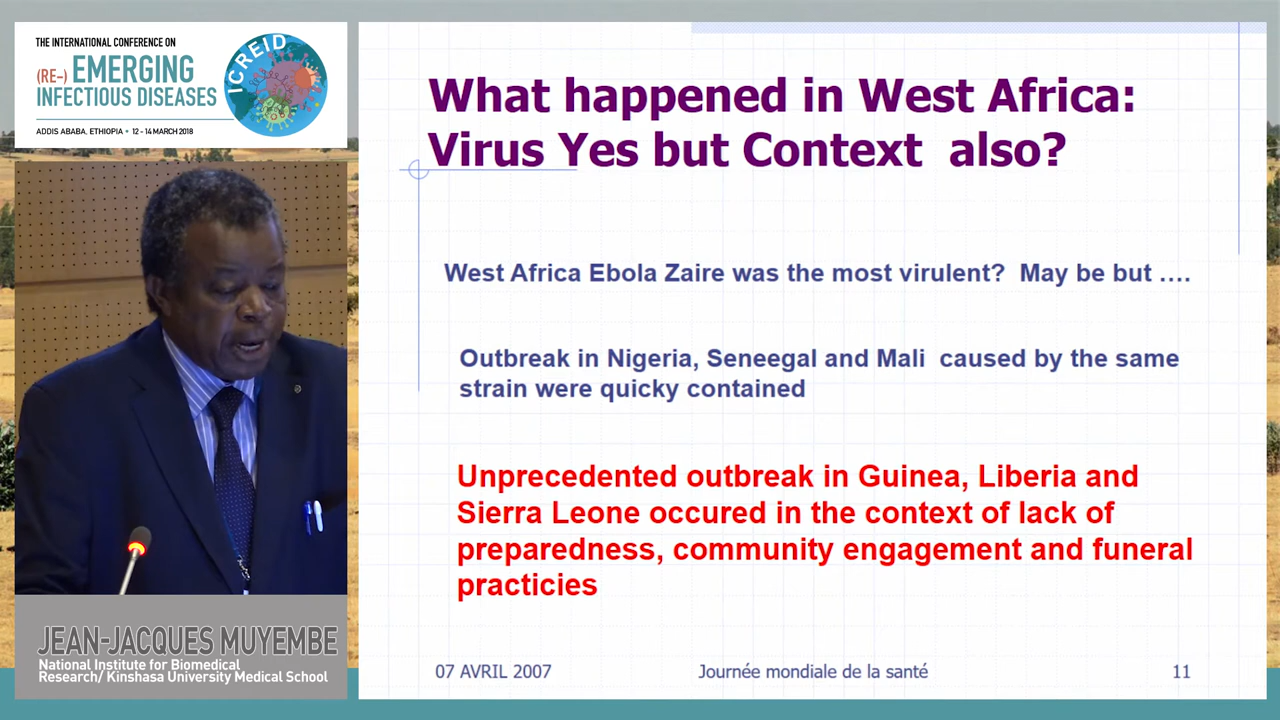 THE INTERNATIONAL CONFERENCE ON
(RE-) EMERGING
INFECTIOUS DISEASES
ICREID
ADDIS ABABA, ETHIOPIA • 12 - 14 MARCH 2018
What happened in West Africa:
Virus Yes but Context also?
West Africa Ebola Zaire was the most virulent? May be but ....
Outbreak in Nigeria, Seneegal and Mali caused by the same
strain were quicky contained
Unprecedented outbreak in Guinea, Liberia and
Sierra Leone occured in the context of lack of
preparedness, community engagement and funeral
practicies
07 AVRIL 2007
Journée mondiale de la santé
11
JEAN-JACQUES MUYEMBE
National Institute for Biomedical
Research/ Kinshasa University Medical School